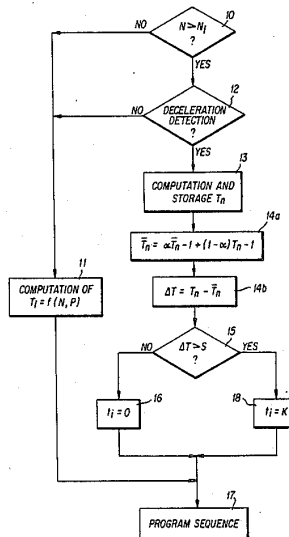 10
NO
N > N₁
?
YES
12
NO
DECELERATION
DETECTION
?
YES
13
COMPUTATION AND
STORAGE Tn
14a
T̄n = αT̄n-1 + (1-α) Tn-1
14b
ΔT = Tn - T̄n
11
COMPUTATION OF
T₁ = f (N, P)
15
NO
ΔT > S
?
YES
tᵢ = 0
16
18
tᵢ = K
17
PROGRAM SEQUENCE